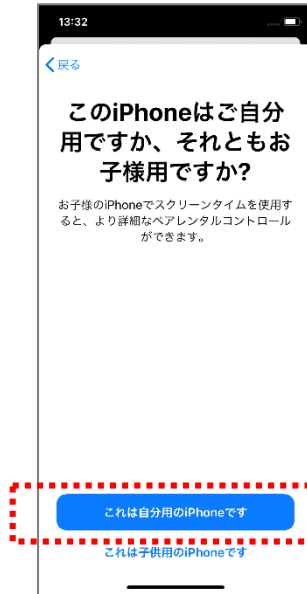 13:32
戻る
このiPhoneはご自分
用ですか、それともお
子様用ですか?
お子様のiPhoneでスクリーンタイムを使用す
ると、より詳細なペアレンタルコントロール
ができます。
これは自分用のiPhoneです
これは子供用のiPhoneです